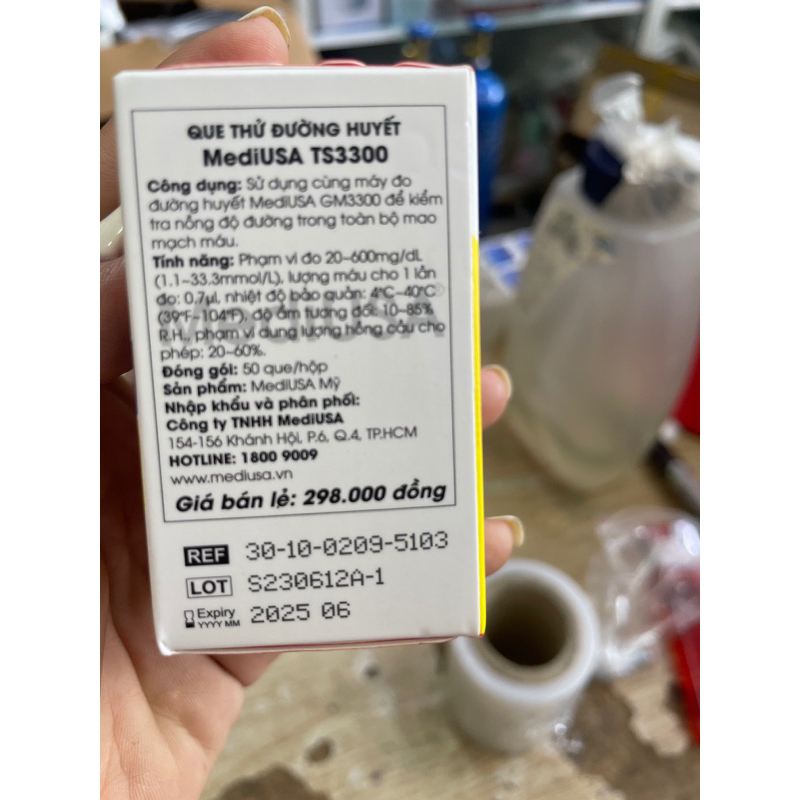 QUE THỬ ĐƯỜNG HUYẾT
MediUSA TS3300
Công dụng: Sử dụng cùng máy đo
đường huyết MediUSA GM3300 để kiểm
tra nồng độ đường trong toàn bộ mao
mạch máu.
Tính năng: Phạm vi đo 20-600mg/dL
(1.1-33.3mmol/L), lượng máu cho 1 lần
đo: 0.7µl, nhiệt độ bảo quản: 4°C-40°C
(39°F-104°F), độ ẩm tương đối: 10-85%
R.H., phạm vi dung lượng hồng cầu cho
phép: 20-60%.
MediUSA®
Đóng gói: 50 que/hộp
Sản phẩm: MediUSA Mỹ
Nhập khẩu và phân phối:
Công ty TNHH MediUSA
154-156 Khánh Hội, P.6, Q.4, TP.HCM
HOTLINE: 1800 9009
www.mediusa.vn
Giá bán lẻ: 298.000 đồng
REF 30-10-0209-5103
LOT S230612A-1
Expiry YYYY MM 2025 06